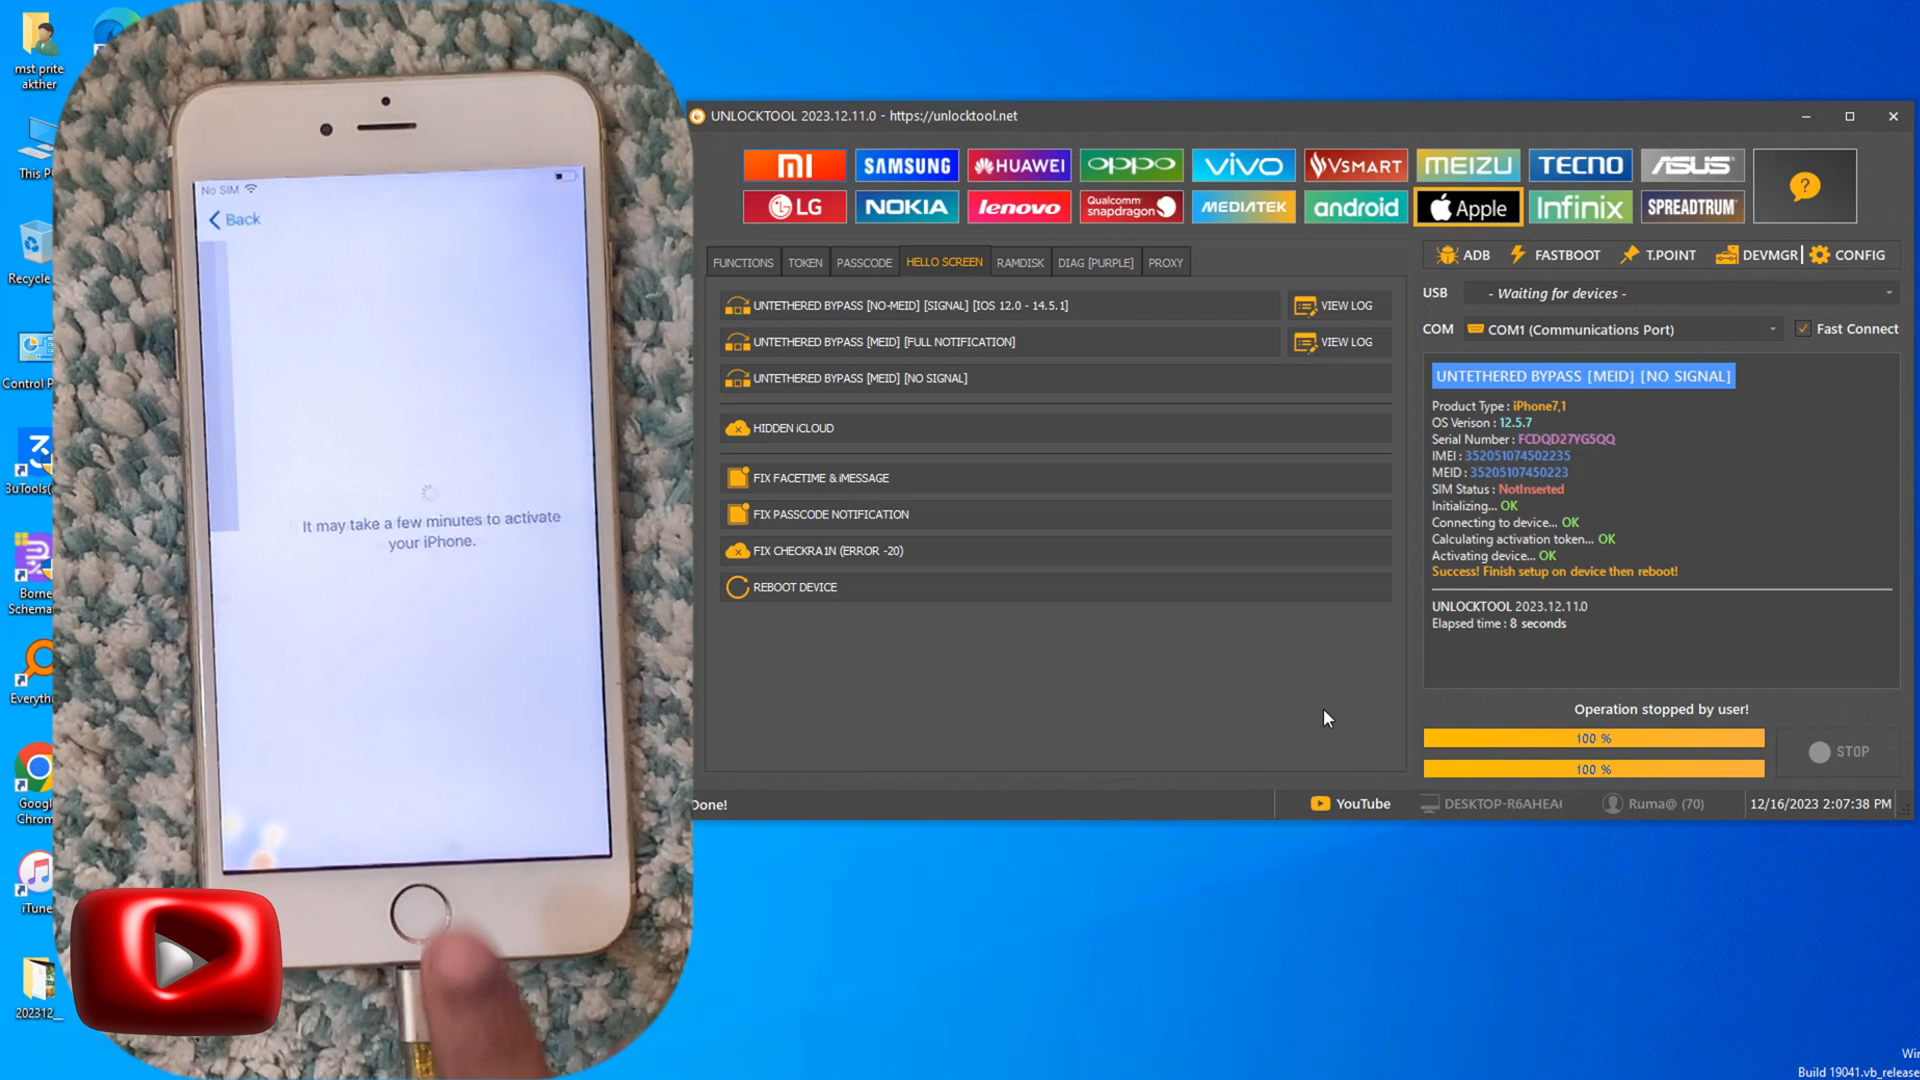 mst prite
akther
This P
Recycle
Control P
3uTools(
Borne
Schema
Everythi
Googl
Chrom
iTune
202312_
No SIM
Back
It may take a few minutes to activate
your iPhone.
UNLOCKTOOL 2023.12.11.0 - https://unlocktool.net
mi SAMSUNG HUAWEI oppo vivo VSMART MEIZU TECNO ASUS
LG NOKIA lenovo Qualcomm snapdragon MEDIATEK android Apple Infinix SPREADTRUM
?
FUNCTIONS TOKEN PASSCODE HELLO SCREEN RAMDISK DIAG [PURPLE] PROXY
UNTETHERED BYPASS [NO-MEID] [SIGNAL] [IOS 12.0 - 14.5.1] VIEW LOG
UNTETHERED BYPASS [MEID] [FULL NOTIFICATION] VIEW LOG
UNTETHERED BYPASS [MEID] [NO SIGNAL]
HIDDEN iCLOUD
FIX FACETIME & iMESSAGE
FIX PASSCODE NOTIFICATION
FIX CHECKRA1N (ERROR -20)
REBOOT DEVICE
ADB FASTBOOT T.POINT DEVMGR CONFIG
USB - Waiting for devices -
COM COM1 (Communications Port) Fast Connect
UNTETHERED BYPASS [MEID] [NO SIGNAL]
Product Type : iPhone7,1
OS Verison : 12.5.7
Serial Number : FCDQD27YG5QQ
IMEI : 352051074502235
MEID : 35205107450223
SIM Status : NotInserted
Initializing... OK
Connecting to device... OK
Calculating activation token... OK
Activating device... OK
Success! Finish setup on device then reboot!
UNLOCKTOOL 2023.12.11.0
Elapsed time : 8 seconds
Operation stopped by user!
100 %
STOP
100 %
Done!
YouTube
DESKTOP-R6AHEA
Ruma@ (70)
12/16/2023 2:07:38 PM
Win
Build 19041.vb_release